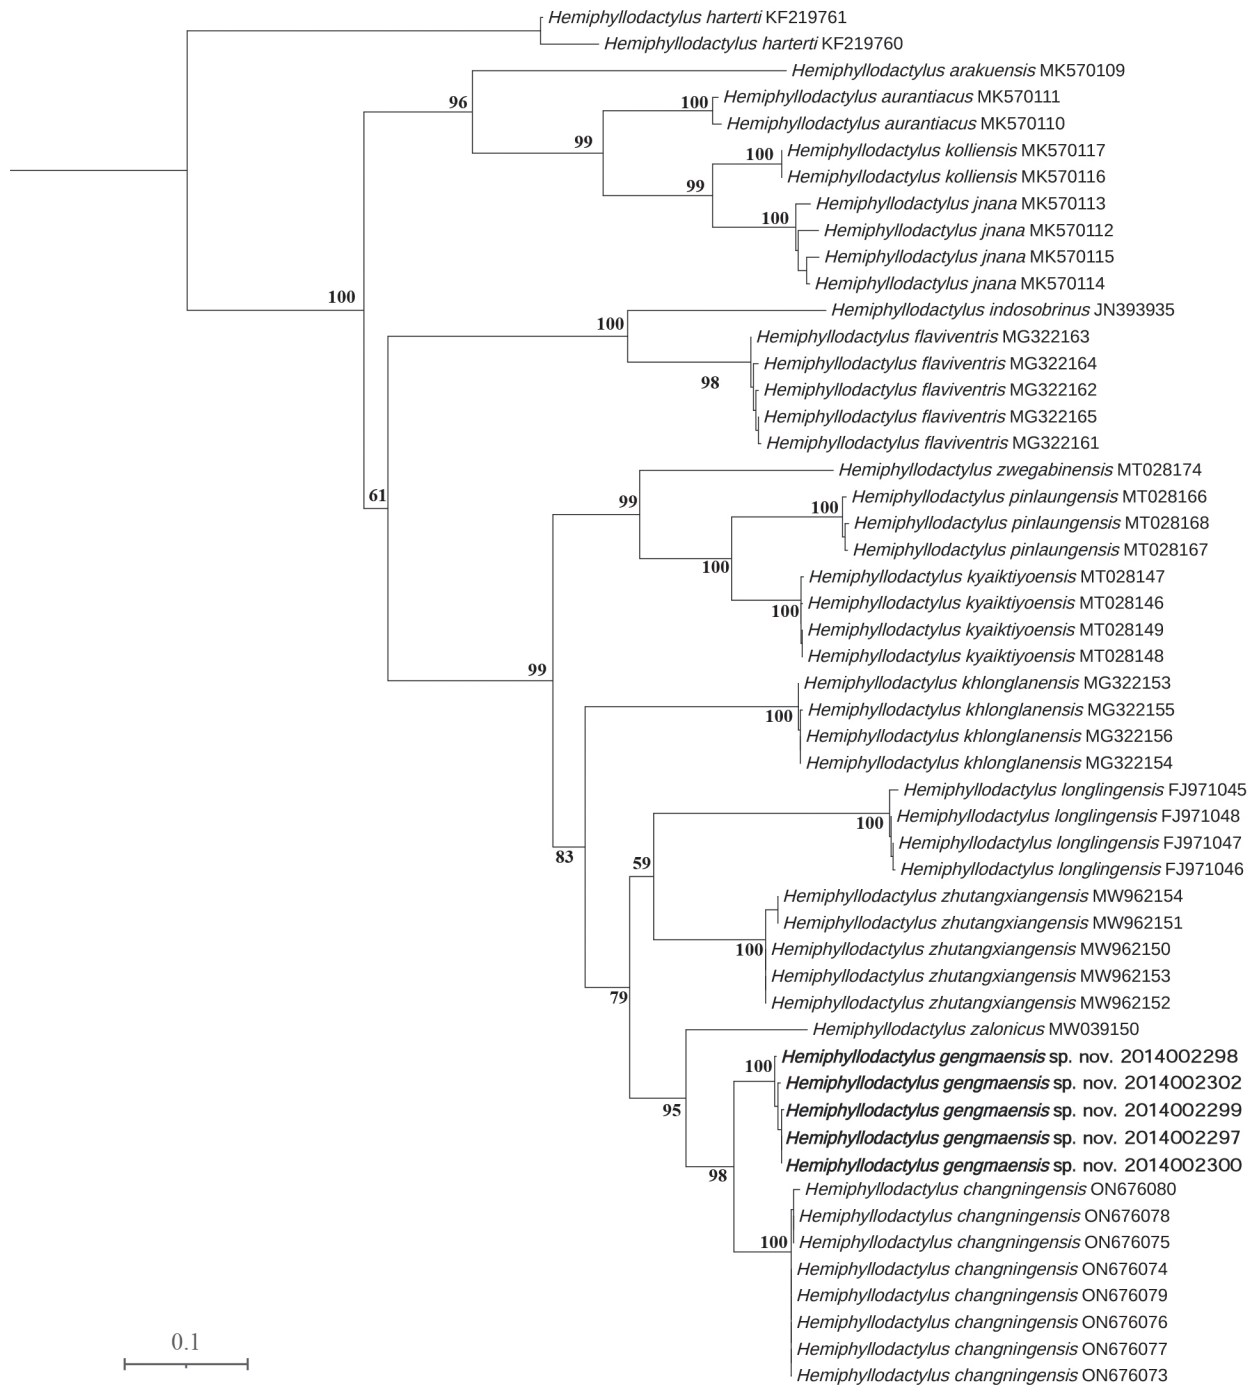 Hemiphyllodactylus harterti KF219761
Hemiphyllodactylus harterti KF219760
Hemiphyllodactylus arakuensis MK570109
96
100
Hemiphyllodactylus aurantiacus MK570111
Hemiphyllodactylus aurantiacus MK570110
99
100
Hemiphyllodactylus kolliensis MK570117
Hemiphyllodactylus kolliensis MK570116
99
Hemiphyllodactylus jnana MK570113
100
Hemiphyllodactylus jnana MK570112
Hemiphyllodactylus jnana MK570115
Hemiphyllodactylus jnana MK570114
100
Hemiphyllodactylus indosobrinus JN393935
100
Hemiphyllodactylus flaviventris MG322163
Hemiphyllodactylus flaviventris MG322164
98
Hemiphyllodactylus flaviventris MG322162
Hemiphyllodactylus flaviventris MG322165
Hemiphyllodactylus flaviventris MG322161
Hemiphyllodactylus zwegabinensis MT028174
61
99
100
Hemiphyllodactylus pinlaungensis MT028166
Hemiphyllodactylus pinlaungensis MT028168
Hemiphyllodactylus pinlaungensis MT028167
100
Hemiphyllodactylus kyaiktiyoensis MT028147
Hemiphyllodactylus kyaiktiyoensis MT028146
100
Hemiphyllodactylus kyaiktiyoensis MT028149
Hemiphyllodactylus kyaiktiyoensis MT028148
99
Hemiphyllodactylus khlonglanensis MG322153
Hemiphyllodactylus khlonglanensis MG322155
100
Hemiphyllodactylus khlonglanensis MG322156
Hemiphyllodactylus khlonglanensis MG322154
Hemiphyllodactylus longlingensis FJ971045
Hemiphyllodactylus longlingensis FJ971048
100
Hemiphyllodactylus longlingensis FJ971047
83
59
Hemiphyllodactylus longlingensis FJ971046
Hemiphyllodactylus zhutangxiangensis MW962154
Hemiphyllodactylus zhutangxiangensis MW962151
100
Hemiphyllodactylus zhutangxiangensis MW962150
Hemiphyllodactylus zhutangxiangensis MW962153
79
Hemiphyllodactylus zhutangxiangensis MW962152
Hemiphyllodactylus zalonicus MW039150
Hemiphyllodactylus gengmaensis sp. nov. 2014002298
100
Hemiphyllodactylus gengmaensis sp. nov. 2014002302
95
Hemiphyllodactylus gengmaensis sp. nov. 2014002299
Hemiphyllodactylus gengmaensis sp. nov. 2014002297
Hemiphyllodactylus gengmaensis sp. nov. 2014002300
98
Hemiphyllodactylus changningensis ON676080
Hemiphyllodactylus changningensis ON676078
100
Hemiphyllodactylus changningensis ON676075
Hemiphyllodactylus changningensis ON676074
Hemiphyllodactylus changningensis ON676079
Hemiphyllodactylus changningensis ON676076
Hemiphyllodactylus changningensis ON676077
Hemiphyllodactylus changningensis ON676073
0.1